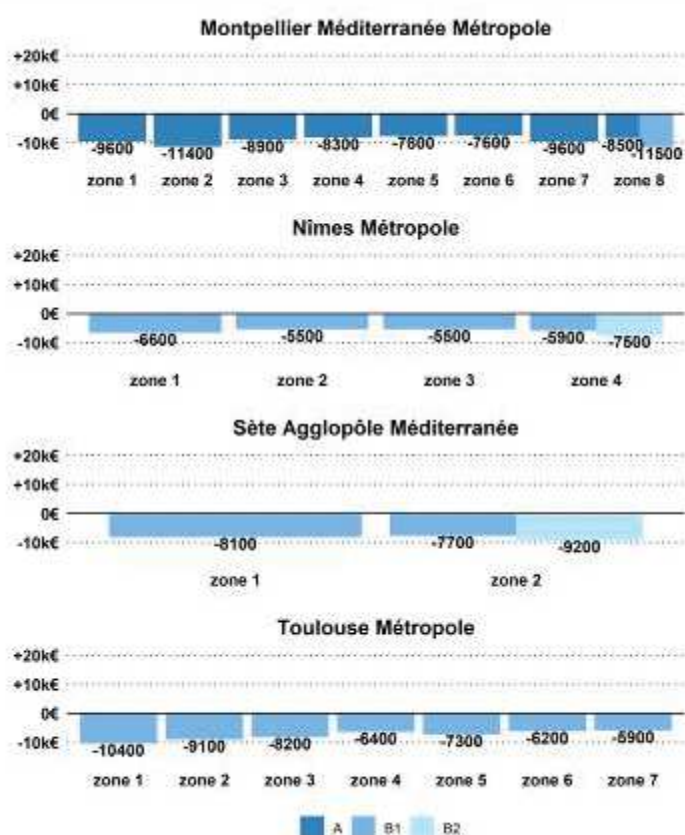 Montpellier Méditerranée Métropole
+20k€
+10k€
0€
-10k€
-9600 -11400 -8900 -8300 -7600 -7600 -9600 -8500 -11500
zone 1 zone 2 zone 3 zone 4 zone 5 zone 6 zone 7 zone 8
Nîmes Métropole
+20k€
+10k€
0€
-10k€
-6600 -5500 -5500 -5900 -7500
zone 1 zone 2 zone 3 zone 4
Sète Agglopôle Méditerranée
+20k€
+10k€
0€
-10k€
-8100 -7700 -9200
zone 1 zone 2
Toulouse Métropole
+20k€
+10k€
0€
-10k€
-10400 -9100 -8200 -6400 -7300 -6200 -5900
zone 1 zone 2 zone 3 zone 4 zone 5 zone 6 zone 7
A B1 B2